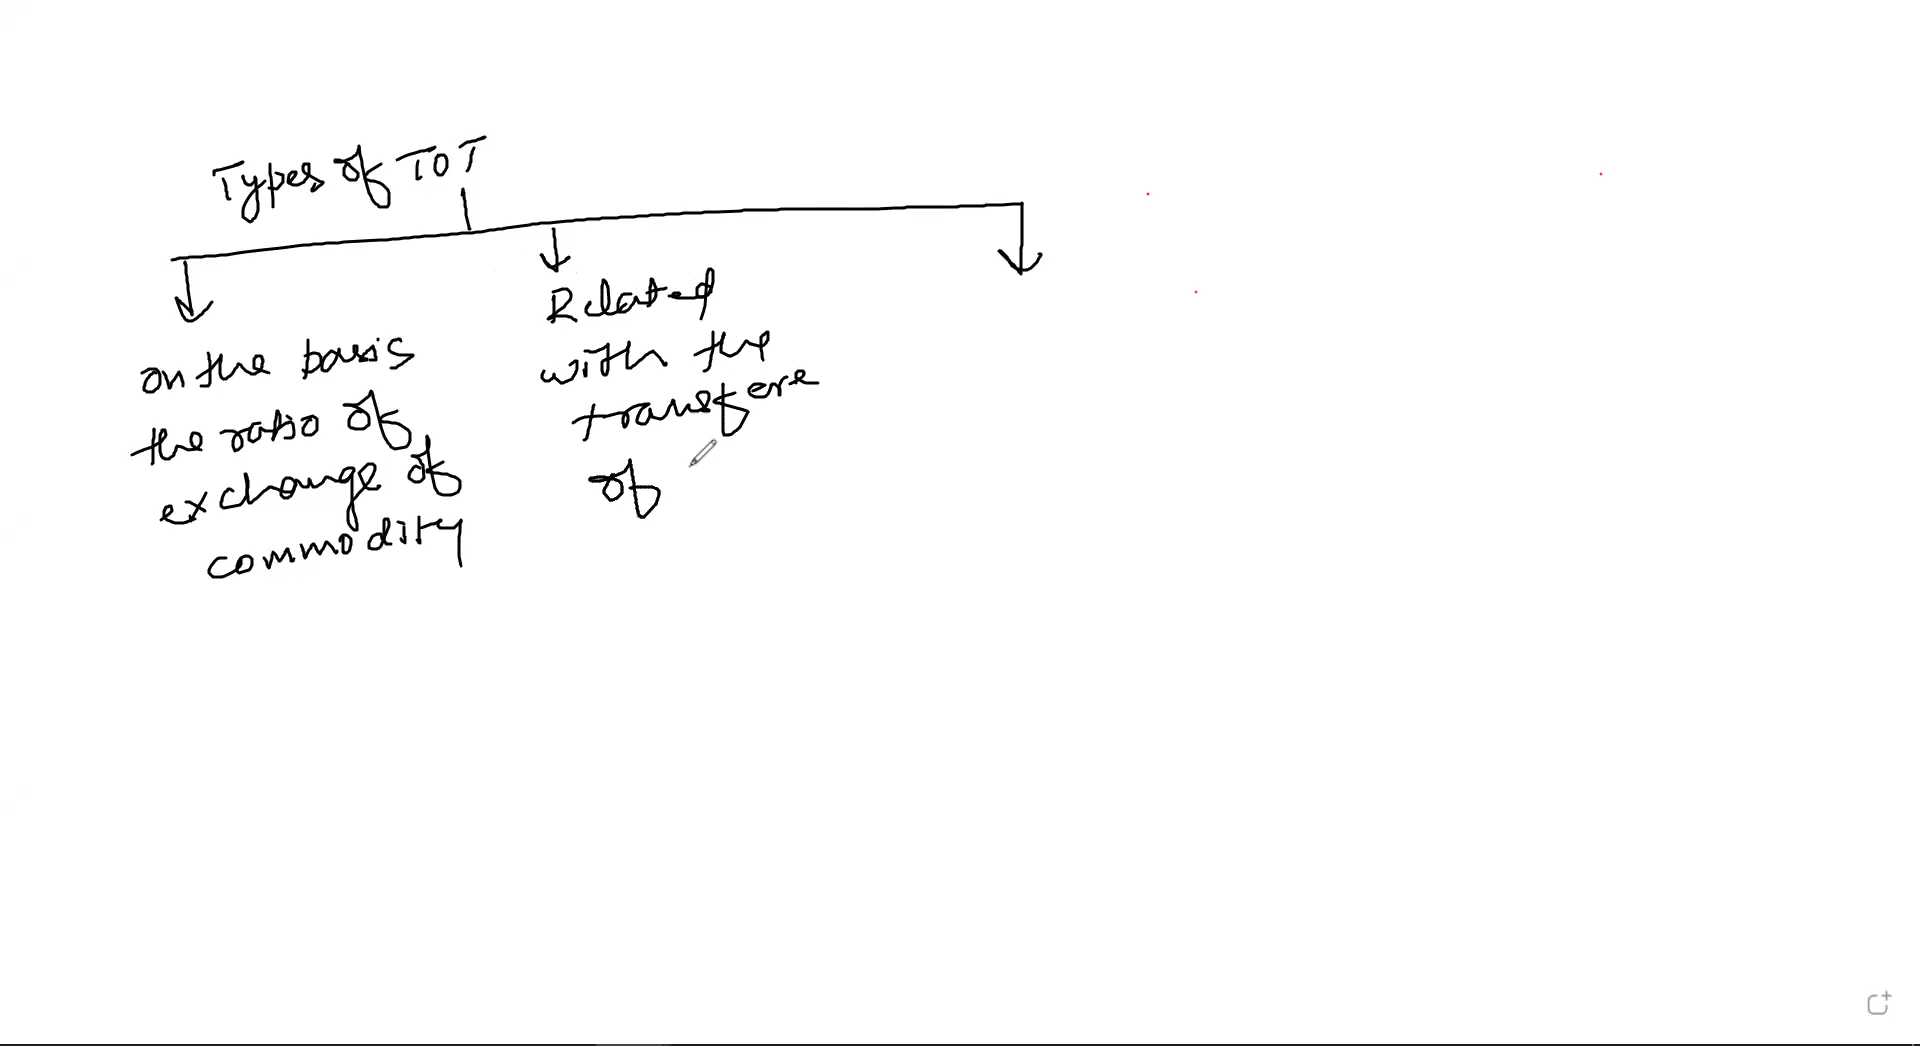 Types of TOT
on the basis
the ratio of
exchange of
commodity
Related
with the
transfere
of